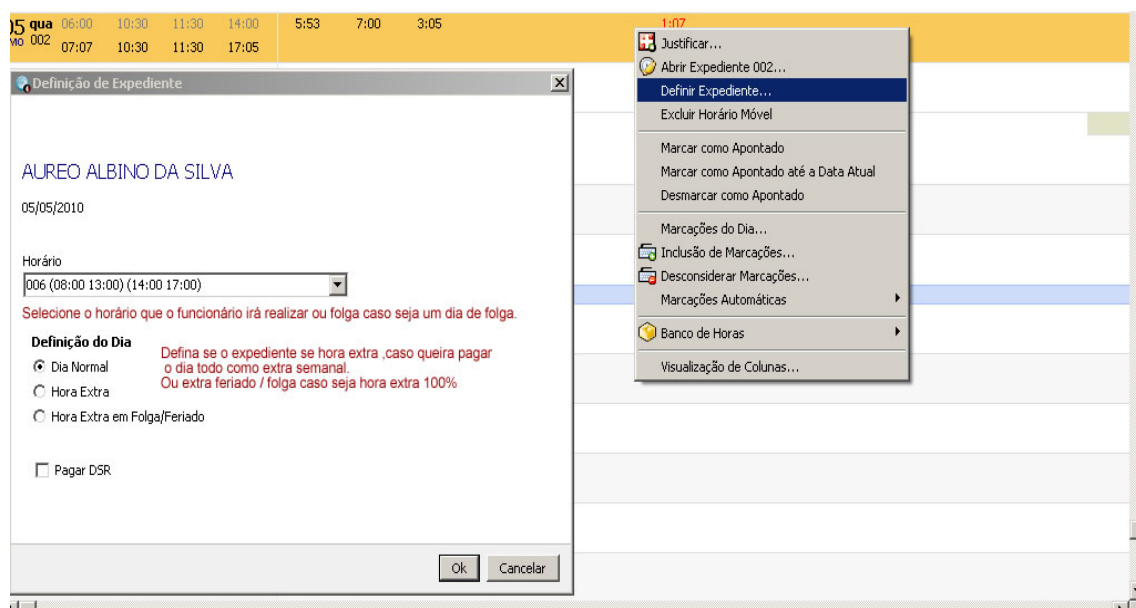 05 qua 06:00 10:30 11:30 14:00 5:53 7:00 3:05 1:07
MO 002 07:07 10:30 11:30 17:05
Definição de Expediente
AUREO ALBINO DA SILVA
05/05/2010
Horário
006 (08:00 13:00) (14:00 17:00)
Selecione o horário que o funcionário irá realizar ou folga caso seja um dia de folga.
Definição do Dia
Defina se o expediente se hora extra ,caso queira pagar
o dia todo como extra semanal.
Ou extra feriado / folga caso seja hora extra 100%
Dia Normal
Hora Extra
Hora Extra em Folga/Feriado
Pagar DSR
Ok Cancelar
Justificar...
Abrir Expediente 002...
Definir Expediente...
Excluir Horário Móvel
Marcar como Apontado
Marcar como Apontado até a Data Atual
Desmarcar como Apontado
Marcações do Dia...
Inclusão de Marcações...
Desconsiderar Marcações...
Marcações Automáticas
Banco de Horas
Visualização de Colunas...